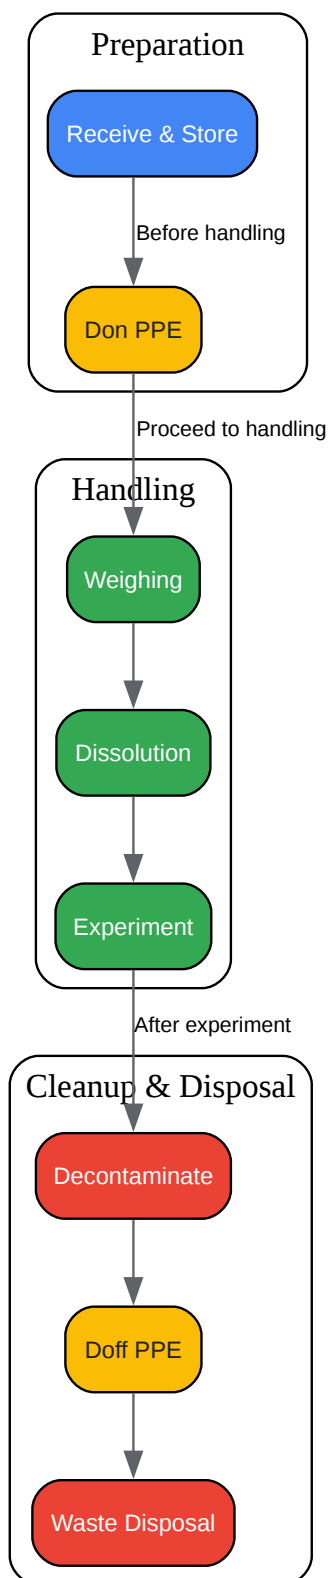 Preparation
Receive & Store
Before handling
Don PPE
Proceed to handling
Handling
Weighing
Dissolution
Experiment
After experiment
Cleanup & Disposal
Decontaminate
Doff PPE
Waste Disposal